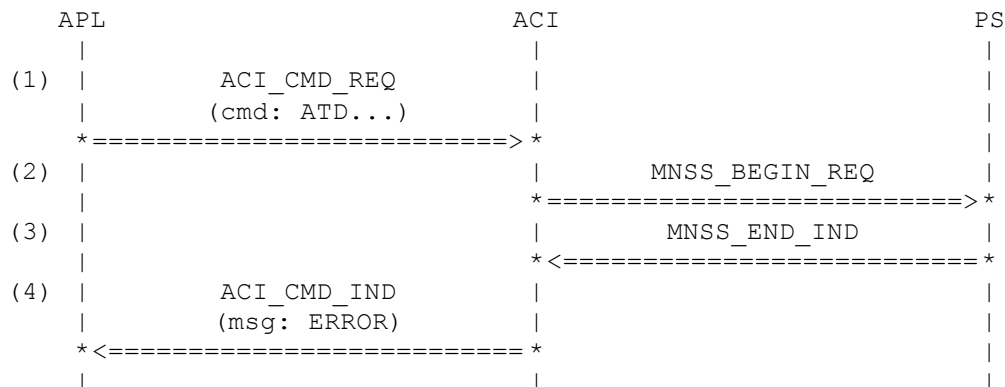 APL ACI PS
| | |
(1) | ACI_CMD_REQ | |
| (cmd: ATD...) | |
*==========================>* |
(2) | | MNSS_BEGIN_REQ |
| *==========================>*
(3) | | MNSS_END_IND |
| *<==========================*
(4) | ACI_CMD_IND | |
| (msg: ERROR) | |
*<==========================* |
| | |